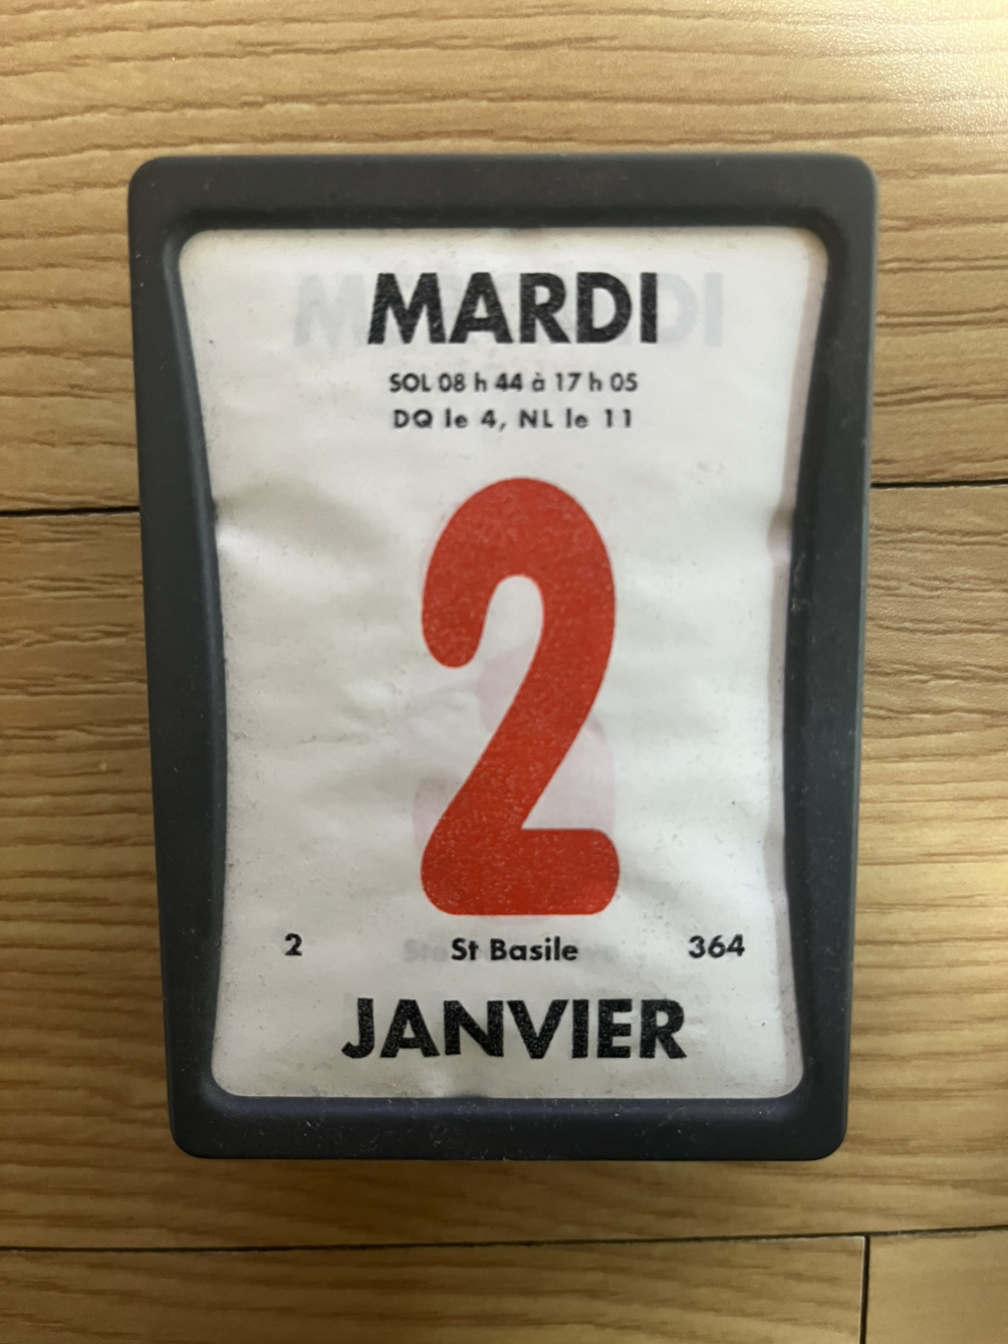 MARDI
SOL 08 h 44 à 17 h 05
DQ le 4, NL le 11
2
2 St Basile 364
JANVIER